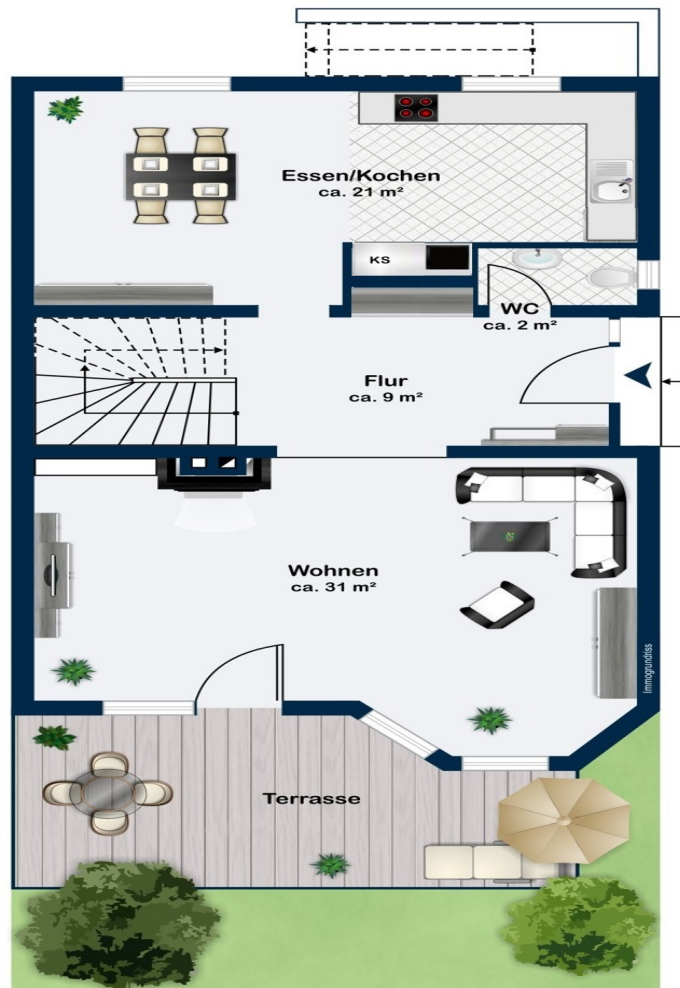 Essen/Kochen
ca. 21 m²
KS
WC
ca. 2 m²
Flur
ca. 9 m²
Wohnen
ca. 31 m²
Immogrundriss
Terrasse